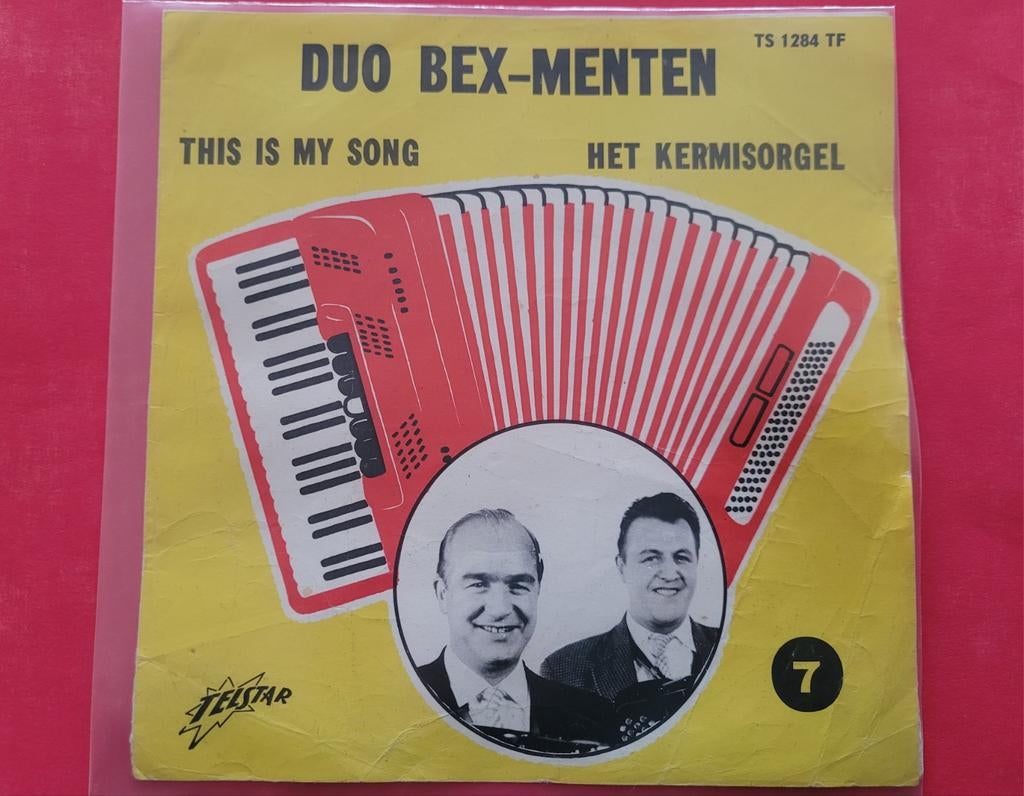 TS 1284 TF
DUO BEX-MENTEN
THIS IS MY SONG
HET KERMISORGEL
TELSTAR
7